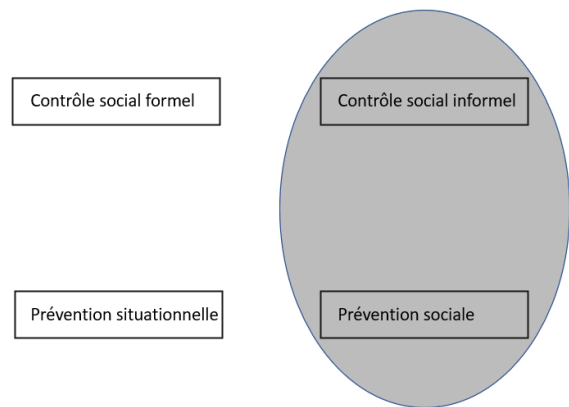 Contrôle social formel
Contrôle social informel
Prévention situationnelle
Prévention sociale